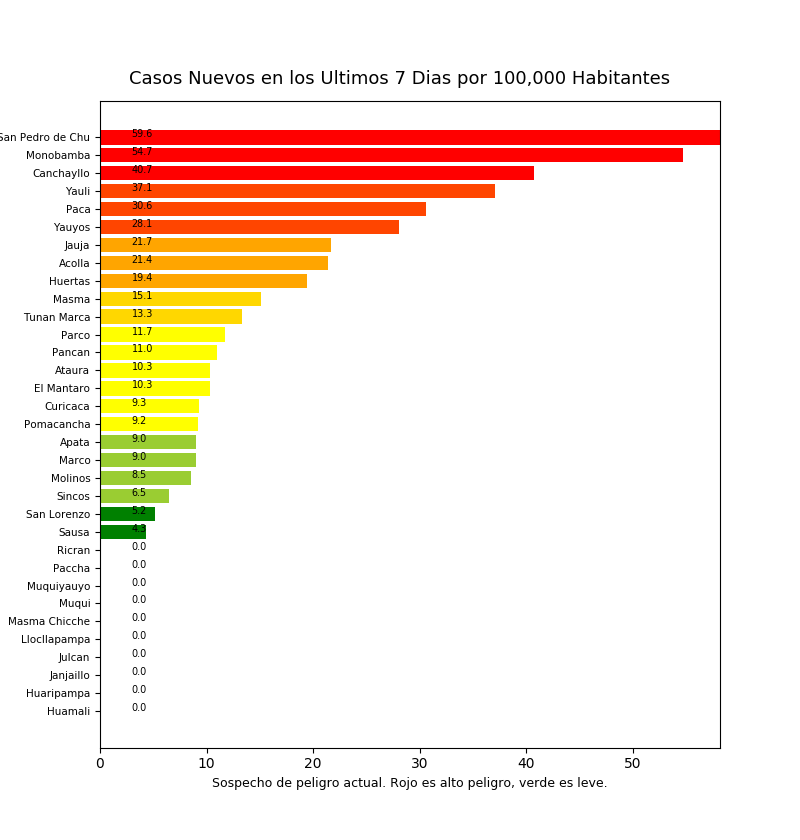 Casos Nuevos en los Ultimos 7 Dias por 100,000 Habitantes
San Pedro de Chu 59.6
Monobamba 54.7
Canchayllo 40.7
Yauli 37.1
Paca 30.6
Yauyos 28.1
Jauja 21.7
Acolla 21.4
Huertas 19.4
Masma 15.1
Tunan Marca 13.3
Parco 11.7
Pancan 11.0
Ataura 10.3
El Mantaro 10.3
Curicaca 9.3
Pomacancha 9.2
Apata 9.0
Marco 9.0
Molinos 8.5
Sincos 6.5
San Lorenzo 5.2
Sausa 4.3
Ricran 0.0
Paccha 0.0
Muquiyauyo 0.0
Muqui 0.0
Masma Chicche 0.0
Llocllapampa 0.0
Julcan 0.0
Janjaillo 0.0
Huaripampa 0.0
Huamali 0.0
0 10 20 30 40 50
Sospecho de peligro actual. Rojo es alto peligro, verde es leve.